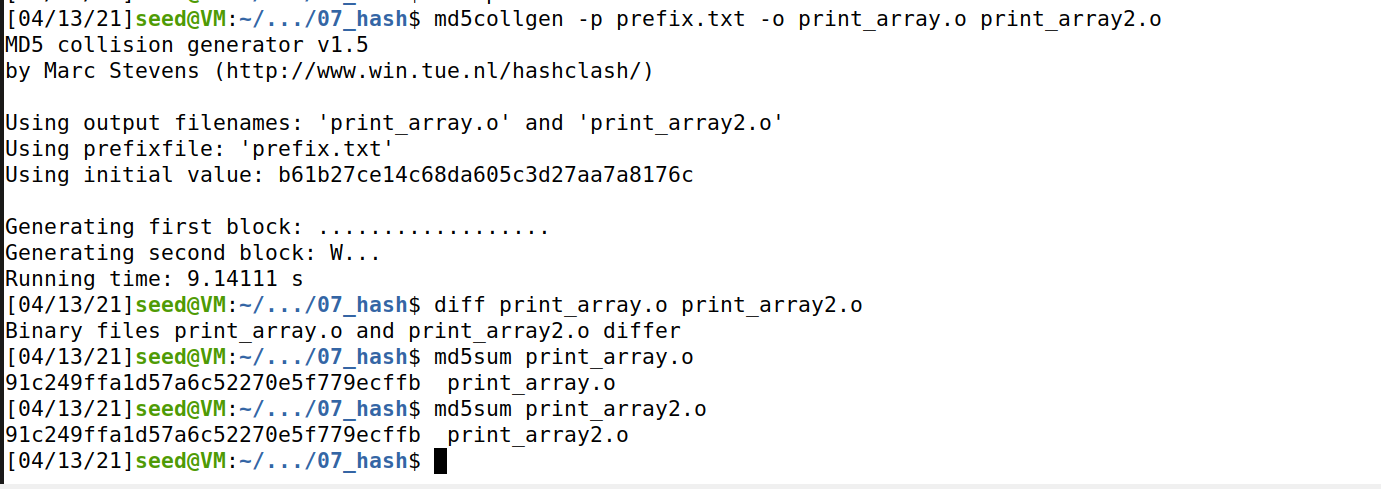 [04/13/21]seed@VM:~/.../07_hash$ md5collgen -p prefix.txt -o print_array.o print_array2.o
MD5 collision generator v1.5
by Marc Stevens (http://www.win.tue.nl/hashclash/)
Using output filenames: 'print_array.o' and 'print_array2.o'
Using prefixfile: 'prefix.txt'
Using initial value: b61b27ce14c68da605c3d27aa7a8176c
Generating first block: ..................
Generating second block: W...
Running time: 9.14111 s
[04/13/21]seed@VM:~/.../07_hash$ diff print_array.o print_array2.o
Binary files print_array.o and print_array2.o differ
[04/13/21]seed@VM:~/.../07_hash$ md5sum print_array.o
91c249ffa1d57a6c52270e5f779ecffb  print_array.o
[04/13/21]seed@VM:~/.../07_hash$ md5sum print_array2.o
91c249ffa1d57a6c52270e5f779ecffb  print_array2.o
[04/13/21]seed@VM:~/.../07_hash$